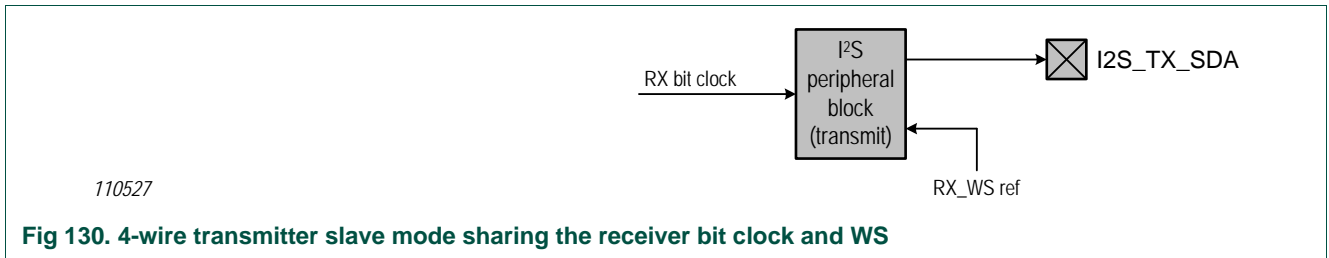 I²S
peripheral
block
(transmit)
I2S_TX_SDA
RX bit clock
RX_WS ref
110527
Fig 130. 4-wire transmitter slave mode sharing the receiver bit clock and WS